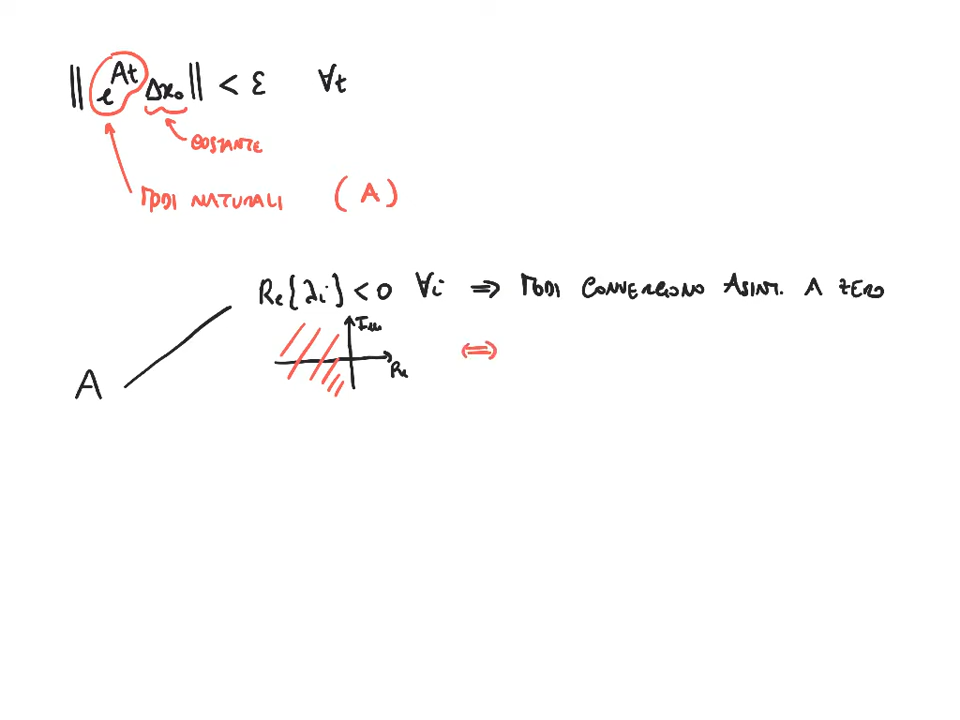 ‖ e^{At} Δx₀ ‖ < ε ∀t
COSTANTE
MODI NATURALI (A)
Re{λi} < 0 ∀i ⇒ MODI CONVERGONO ASINT. A ZERO
Im
⇔
Re
A